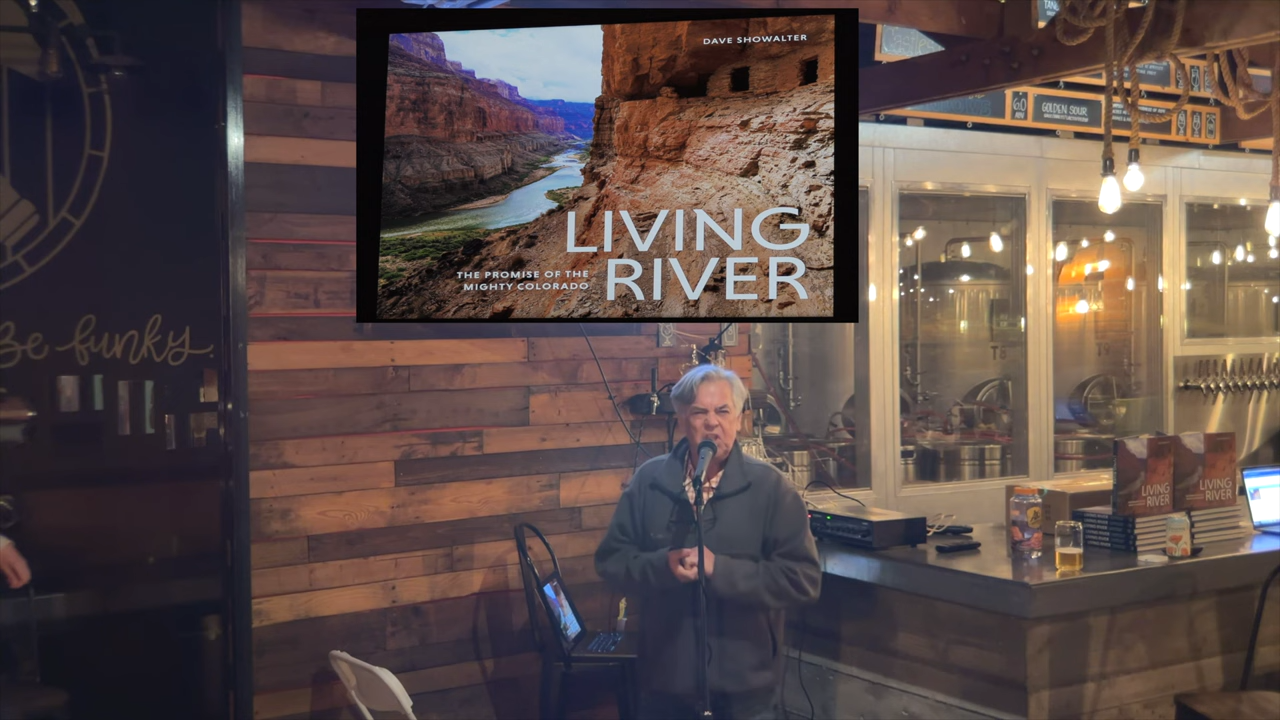 DAVE SHOWALTER
LIVING
RIVER
THE PROMISE OF THE
MIGHTY COLORADO
GOLDEN SOUR
Be funky.
LIVING
RIVER
LIVING
RIVER